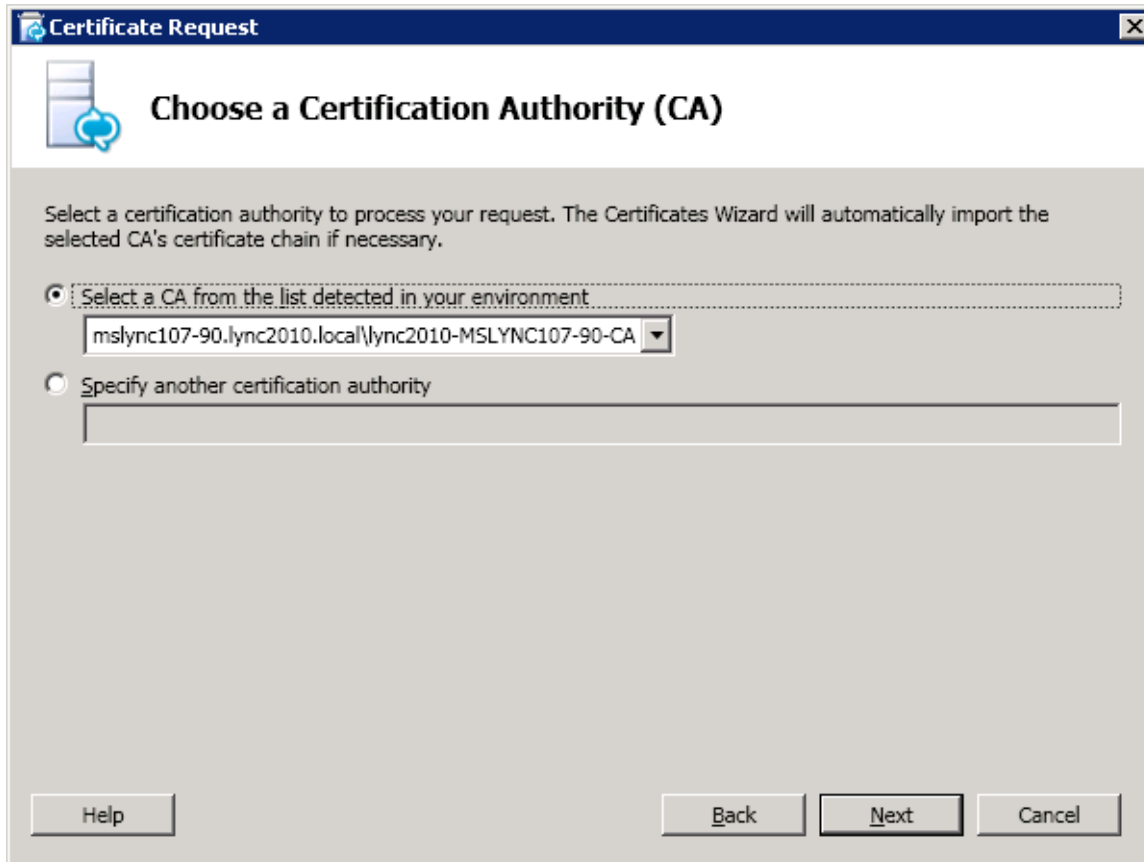 Certificate Request
Choose a Certification Authority (CA)
Select a certification authority to process your request. The Certificates Wizard will automatically import the
selected CA's certificate chain if necessary.
Select a CA from the list detected in your environment
mslync107-90.lync2010.local\lync2010-MSLYNC107-90-CA
Specify another certification authority
Help Back Next Cancel